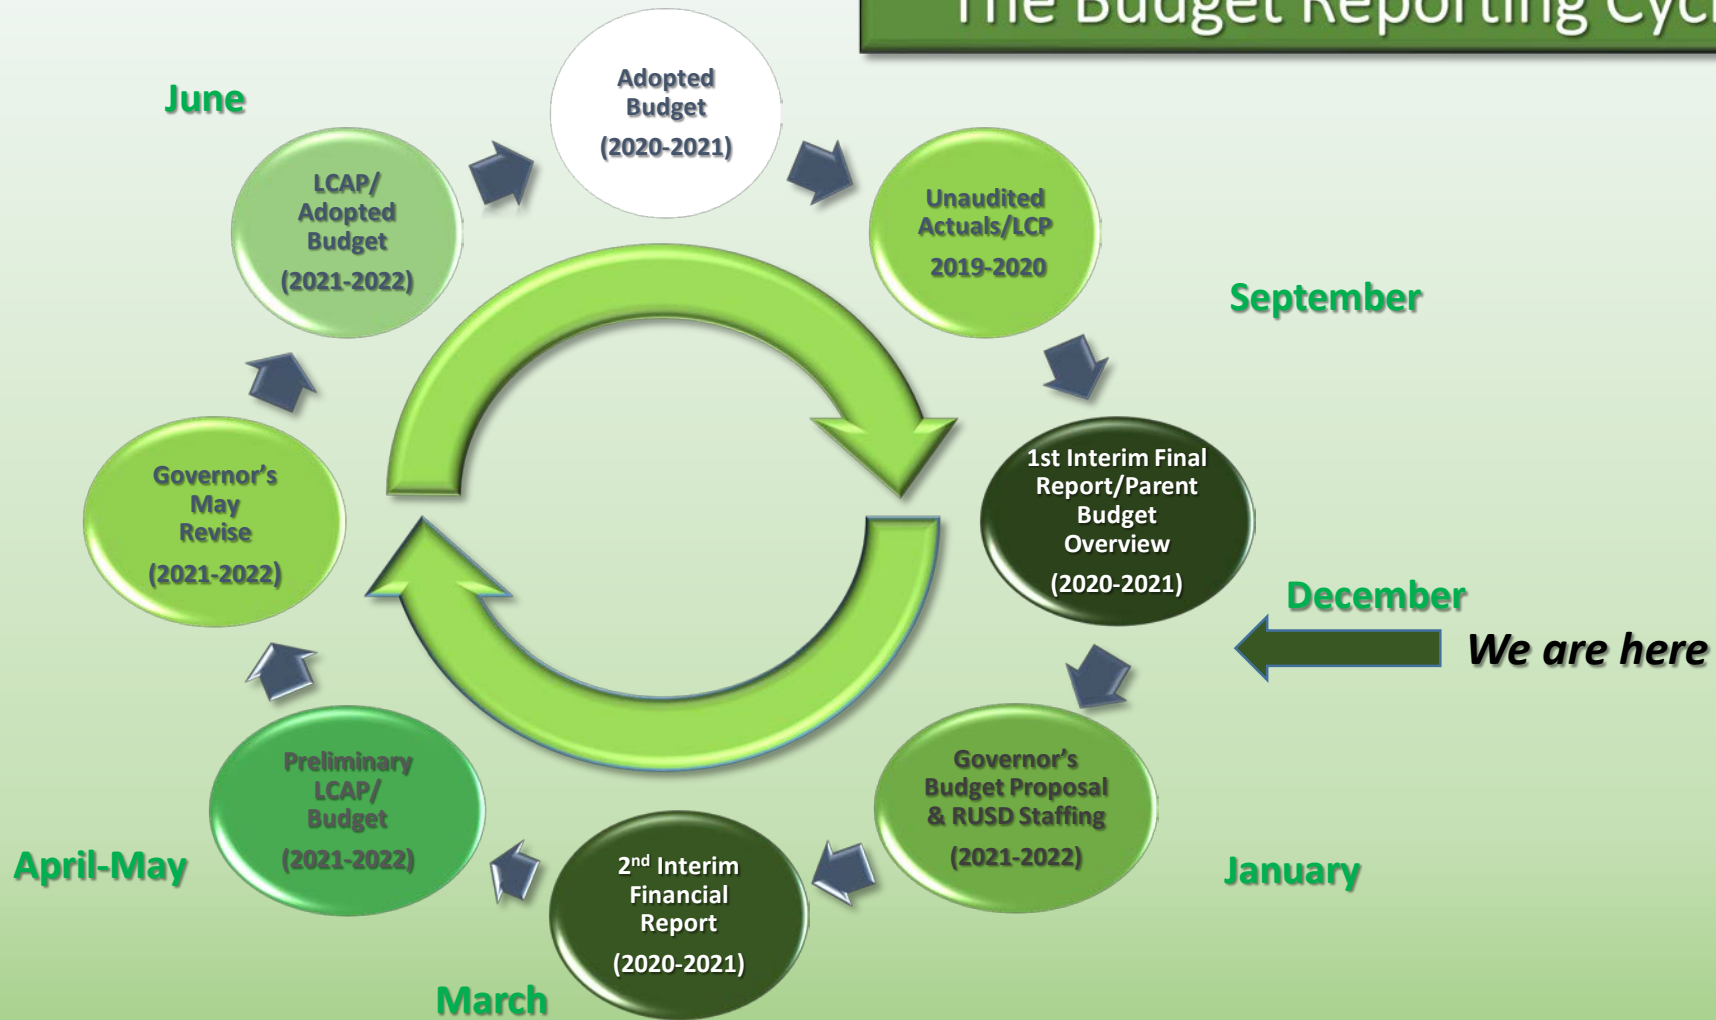 The Budget Reporting
Adopted
Budget
(2020-2021)
June
LCAP/
Adopted
Budget
(2021-2022)
Unaudited
Actuals/LCP
2019-2020
September
1st Interim Final
Report/Parent
Budget
Overview
(2020-2021)
December
We are here
Governor's
Budget Proposal
& RUSD Staffing
(2021-2022)
January
2nd Interim
Financial
Report
(2020-2021)
March
Preliminary
LCAP/
Budget
(2021-2022)
April-May
Governor's
May
Revise
(2021-2022)